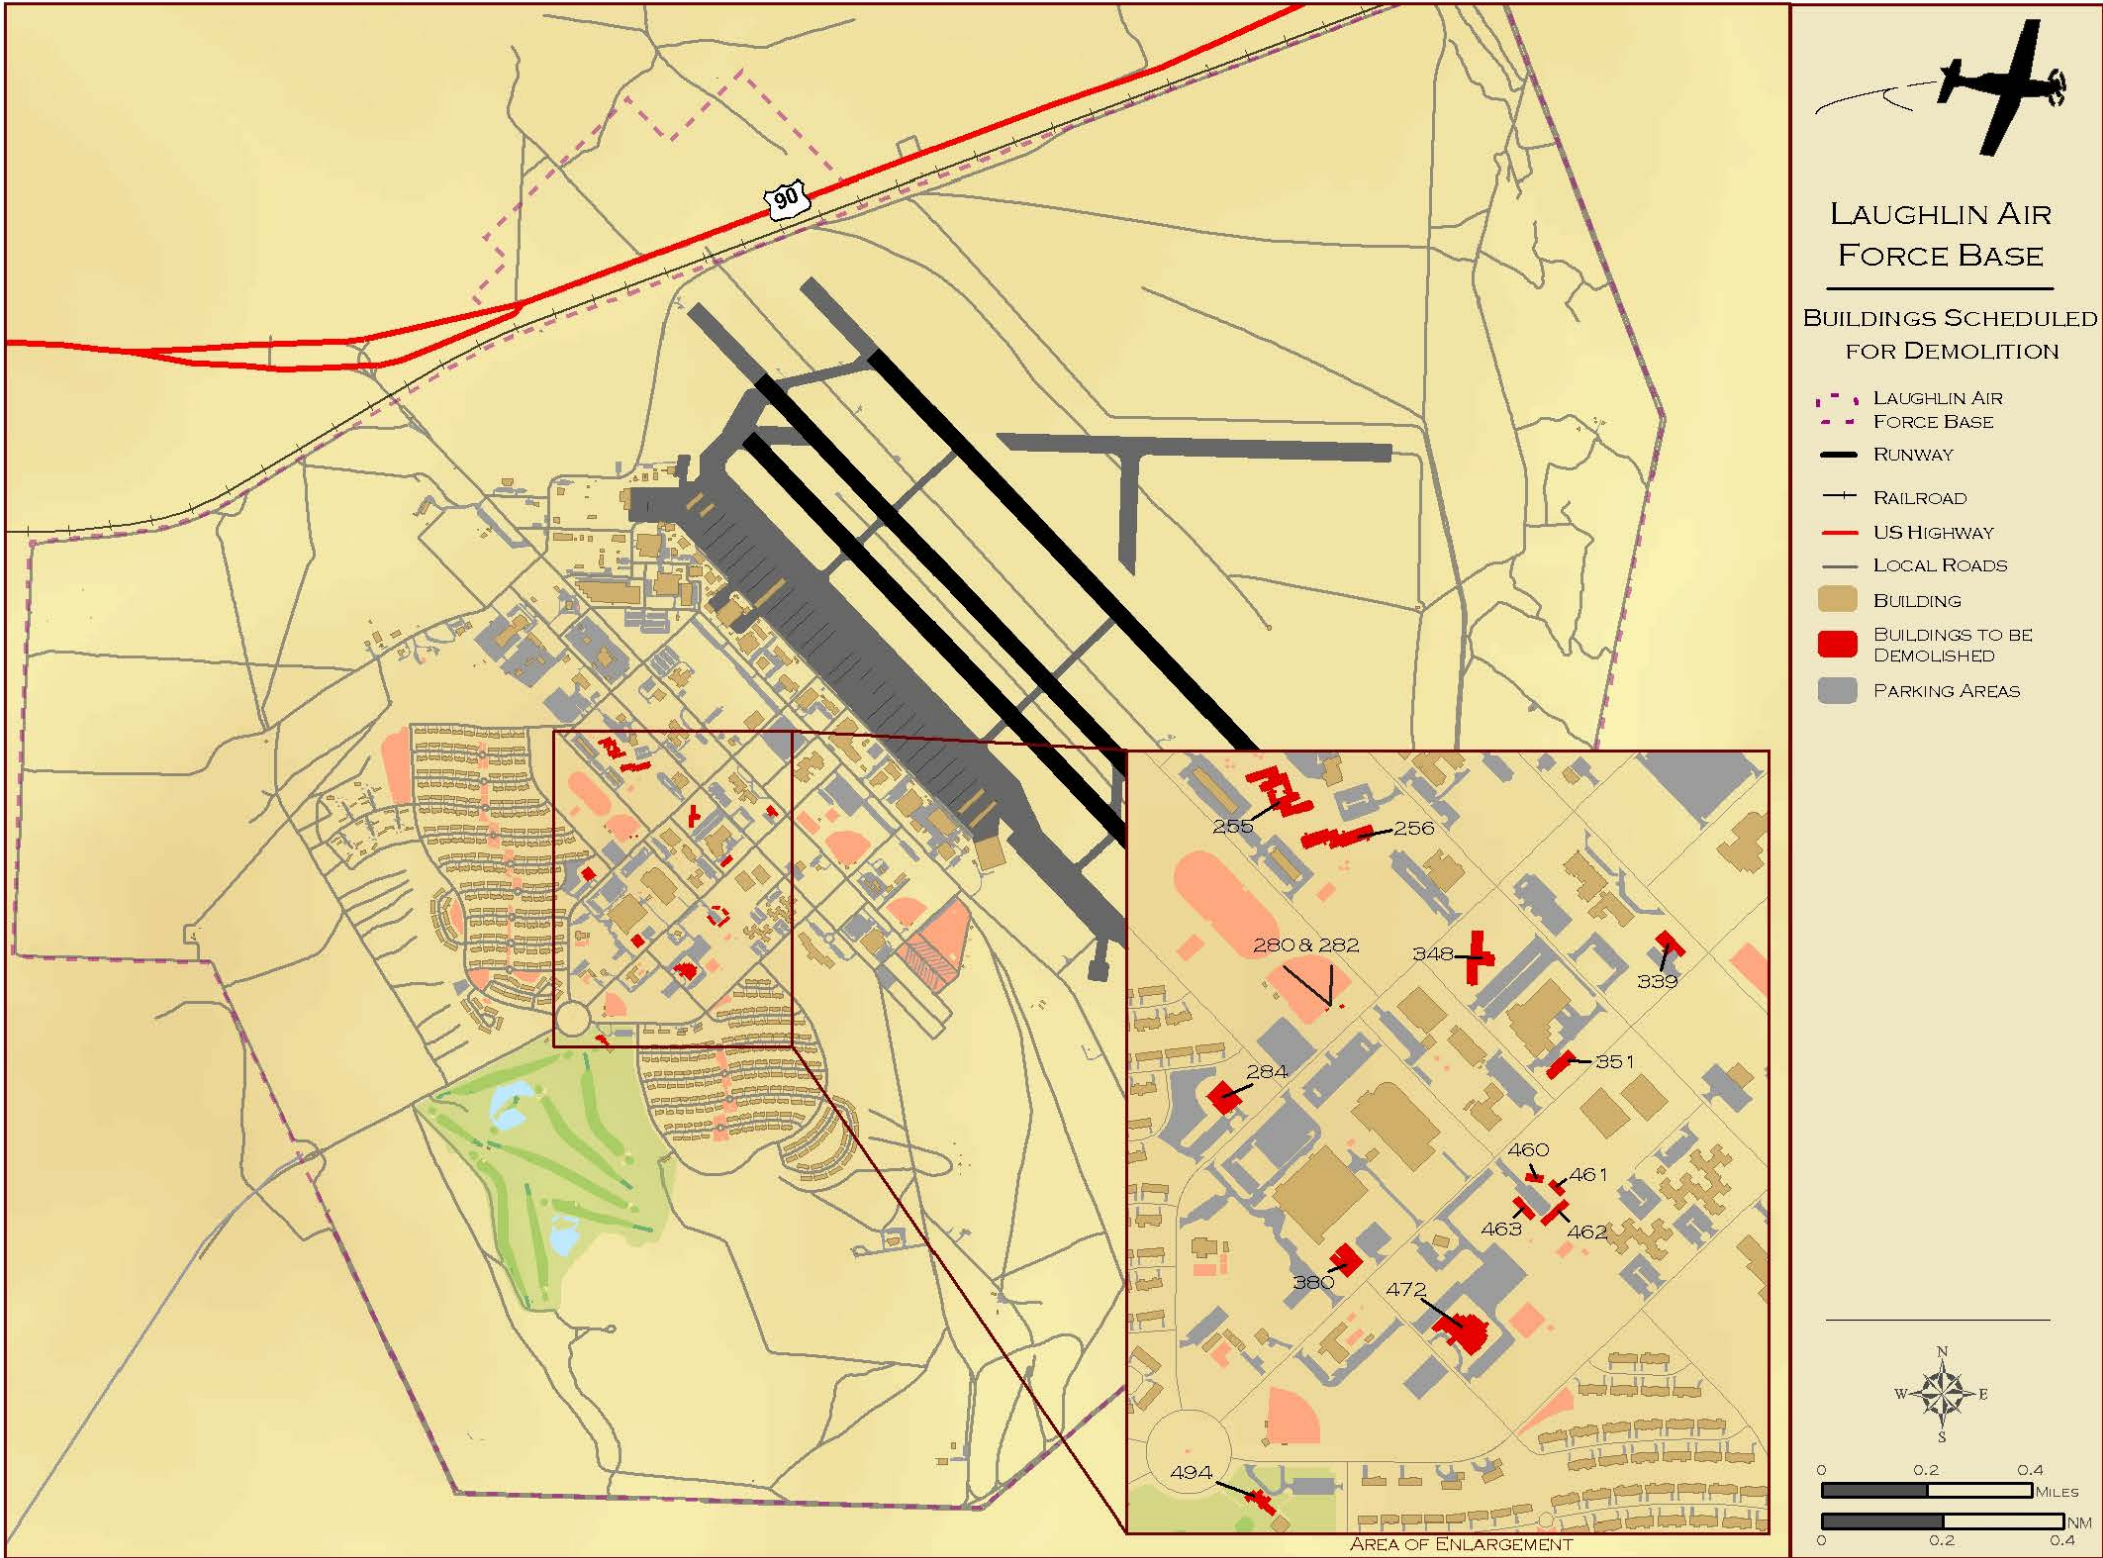 90
LAUGHLIN AIR
FORCE BASE
BUILDINGS SCHEDULED
FOR DEMOLITION
LAUGHLIN AIR
FORCE BASE
RUNWAY
RAILROAD
US HIGHWAY
LOCAL ROADS
BUILDING
BUILDINGS TO BE
DEMOLISHED
PARKING AREAS
255
256
280 & 282
348
339
351
284
460
461
463
462
380
472
494
AREA OF ENLARGEMENT
N
W E
S
0 0.2 0.4
MILES
NM
0 0.2 0.4